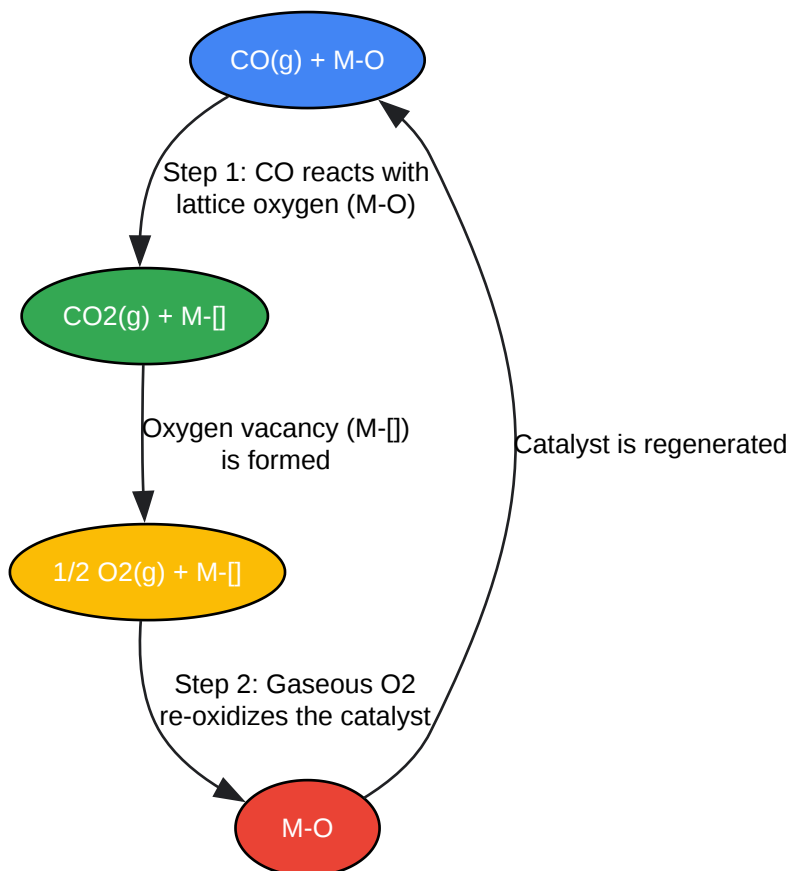 CO(g) + M-O
Step 1: CO reacts with
lattice oxygen (M-O)
CO2(g) + M-[]
Oxygen vacancy (M-[])
is formed
Catalyst is regenerated
1/2 O2(g) + M-[]
Step 2: Gaseous O2
re-oxidizes the catalyst
M-O